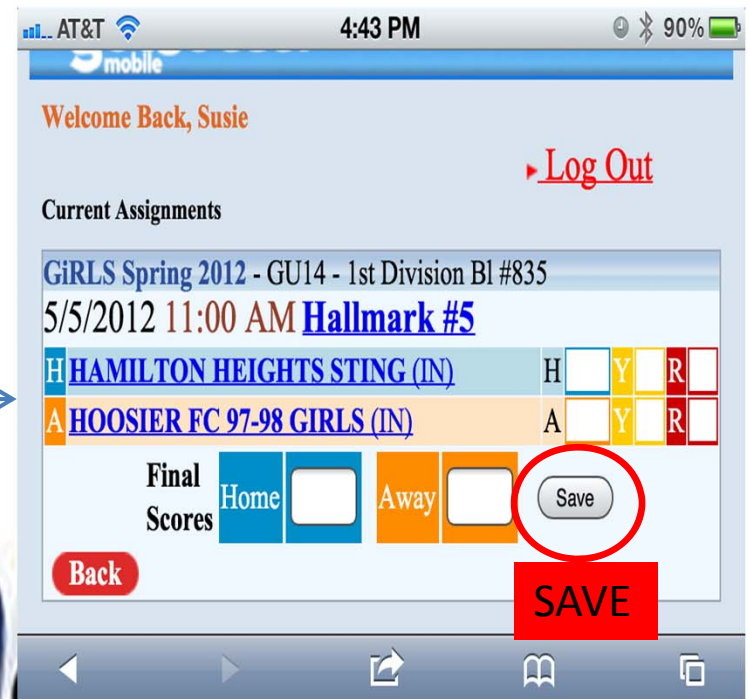 AT&T 4:43 PM 90%
mobile
Welcome Back, Susie
Log Out
Current Assignments
GiRLS Spring 2012 - GU14 - 1st Division Bl #835
5/5/2012 11:00 AM Hallmark #5
H HAMILTON HEIGHTS STING (IN) H Y R
A HOOSIER FC 97-98 GIRLS (IN) A Y R
Final Scores Home Away Save
Back
SAVE